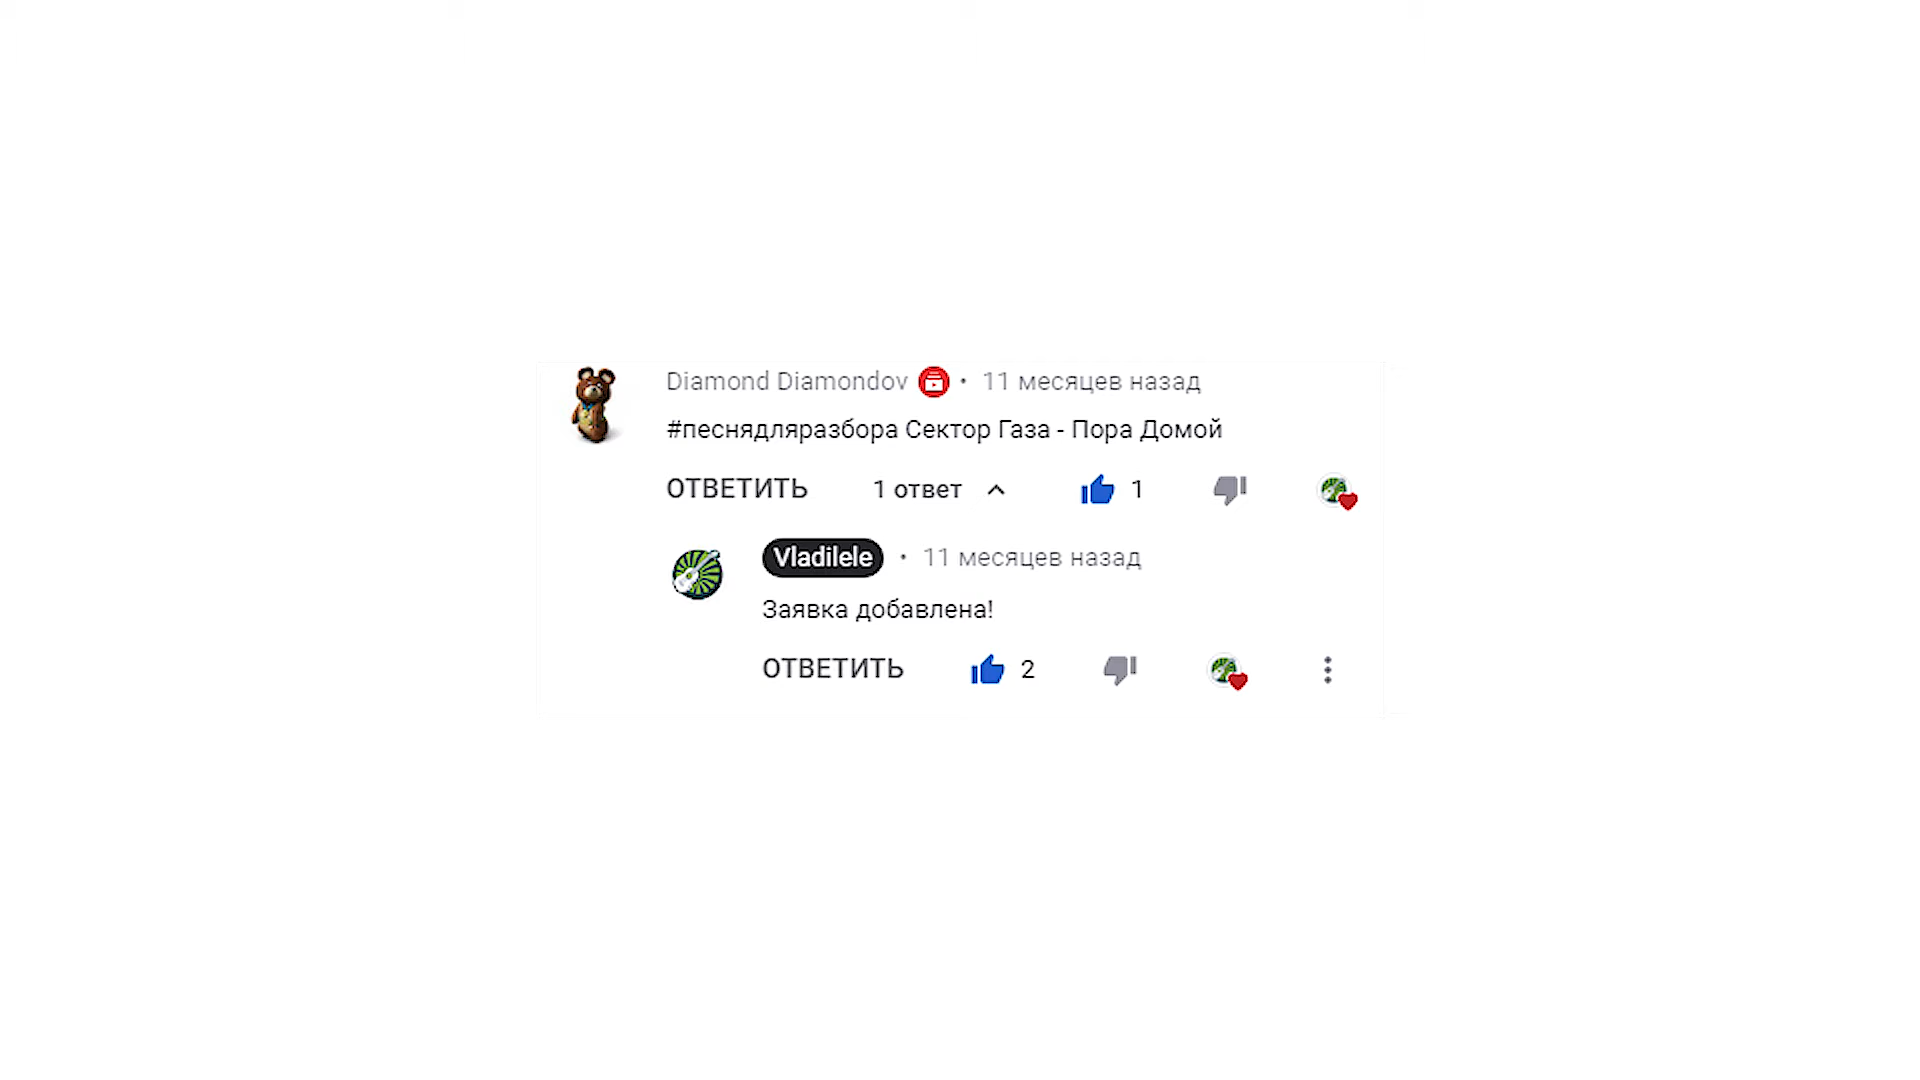 Diamond Diamondov • 11 месяцев назад
#песнядляразбора Сектор Газа - Пора Домой
ОТВЕТИТЬ 1 ответ 1
Vladilele • 11 месяцев назад
Заявка добавлена!
ОТВЕТИТЬ 2